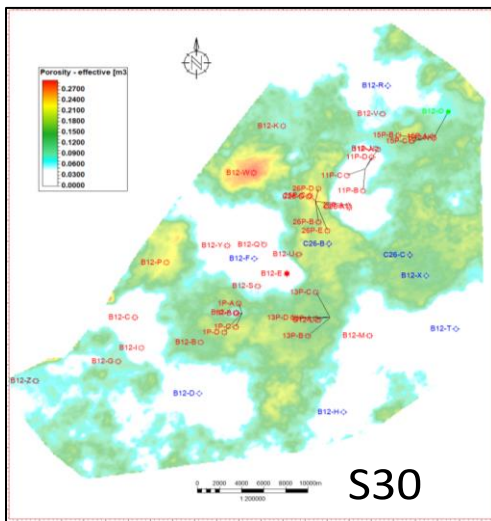 N
Porosity - effective [m3
0.2700
0.2400
0.2100
0.1800
0.1500
0.1200
0.0900
0.0600
0.0300
0.0000
B12-R
B12-V
B12-K
15P-B
11P-D
11P-C
11P-B
B12-W
26P-D
26P-B
26P-E
C26-B
C26-C
B12-Y
B12-Q
B12-F
B12-U
B12-P
B12-E
B12-X
B12-S
13P-C
1P-A
B12-C
13P-D
B12-T
13P-B
B12-M
B12-I
B12-G
B12-Z
B12-D
B12-H
0 2000 4000 6000 8000 10000m
1:200000
S30